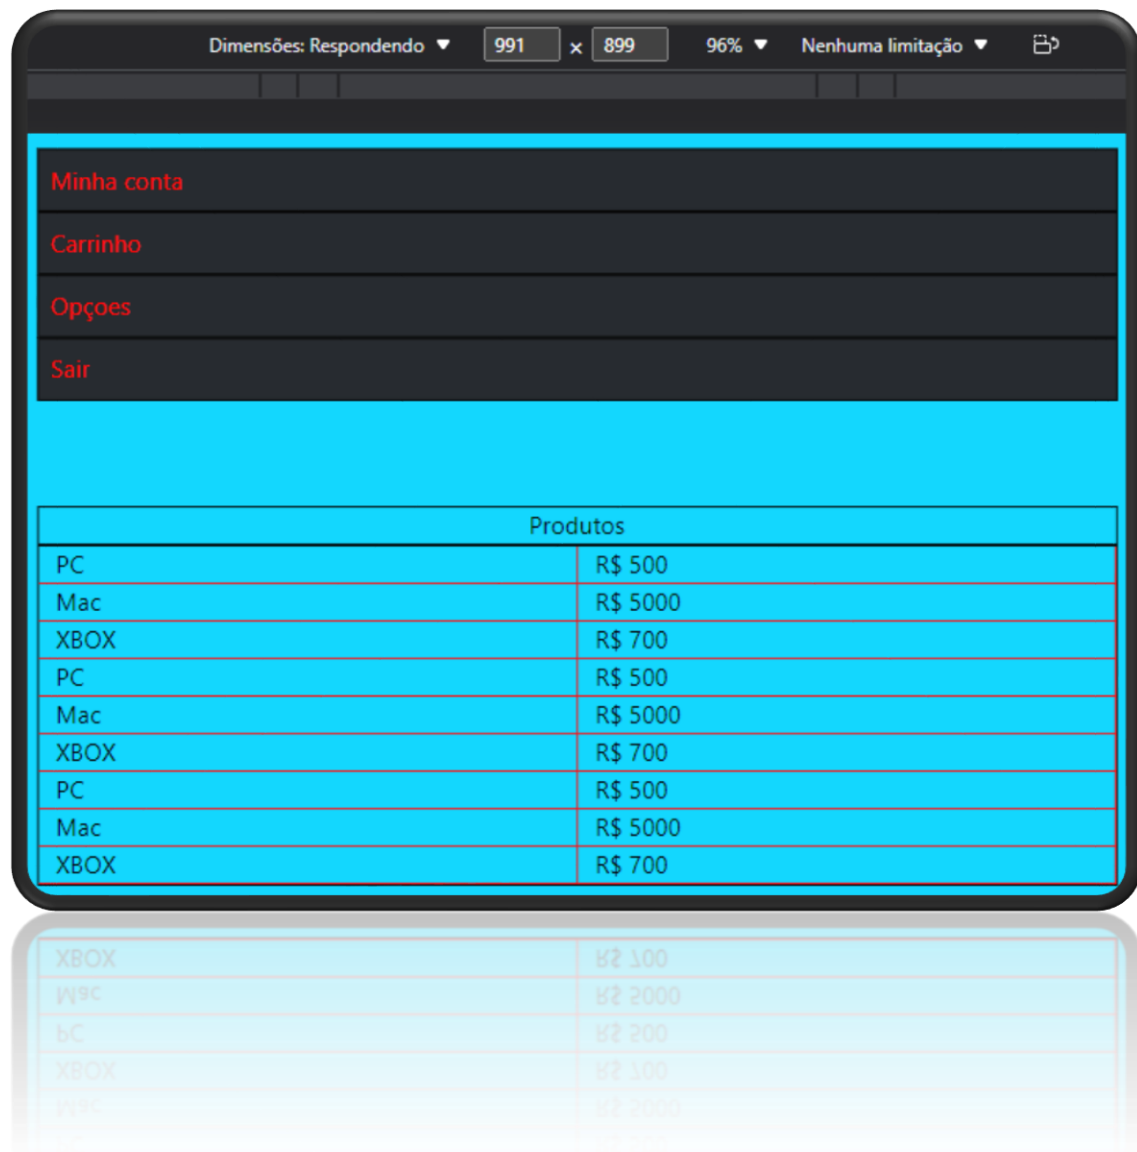 Dimensões: Respondendo 991 × 899 96% Nenhuma limitação
Minha conta
Carrinho
Opçoes
Sair
Produtos
PC R$ 500
Mac R$ 5000
XBOX R$ 700
PC R$ 500
Mac R$ 5000
XBOX R$ 700
PC R$ 500
Mac R$ 5000
XBOX R$ 700